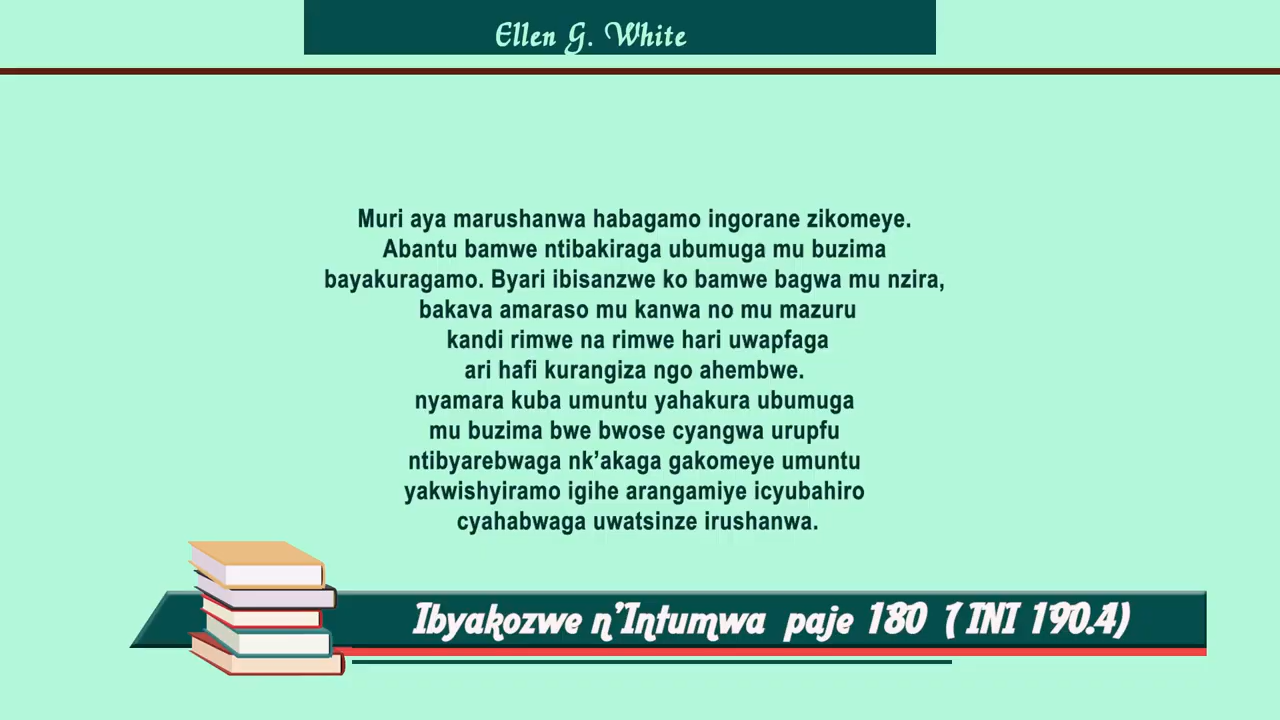 Ellen G. White
Muri aya marushanwa habagamo ingorane zikomeye.
Abantu bamwe ntibakiraga ubumuga mu buzima
bayakuragamo. Byari ibisanzwe ko bamwe bagwa mu nzira,
bakava amaraso mu kanwa no mu mazuru
kandi rimwe na rimwe hari uwapfaga
ari hafi kurangiza ngo ahembwe.
nyamara kuba umuntu yahakura ubumuga
mu buzima bwe bwose cyangwa urupfu
ntibyarebwaga nk’akaga gakomeye umuntu
yakwishyiramo igihe arangamiye icyubahiro
cyahabwaga uwatsinze irushanwa.
Ibyakozwe n’Intumwa paje 180 ( INI 190.4)